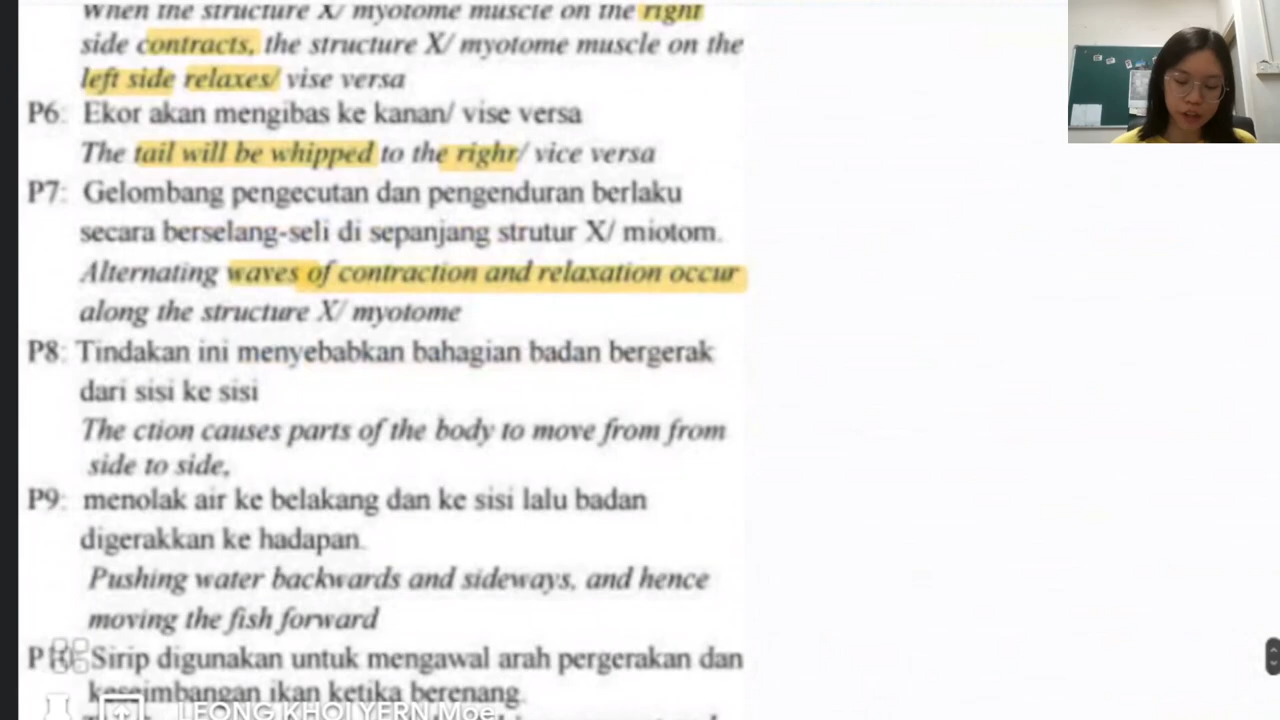 When the structure X/ myotome muscle on the right
side contracts, the structure X/ myotome muscle on the
left side relaxes/ vise versa
P6: Ekor akan mengibas ke kanan/ vise versa
The tail will be whipped to the righr/ vice versa
P7: Gelombang pengecutan dan pengenduran berlaku
secara berselang-seli di sepanjang strutur X/ miotom.
Alternating waves of contraction and relaxation occur
along the structure X/ myotome
P8: Tindakan ini menyebabkan bahagian badan bergerak
dari sisi ke sisi
The ction causes parts of the body to move from from
side to side,
P9: menolak air ke belakang dan ke sisi lalu badan
digerakkan ke hadapan.
Pushing water backwards and sideways, and hence
moving the fish forward
P10: Sirip digunakan untuk mengawal arah pergerakan dan
keseimbangan ikan ketika berenang.
LEONG KHOI YERN Moe